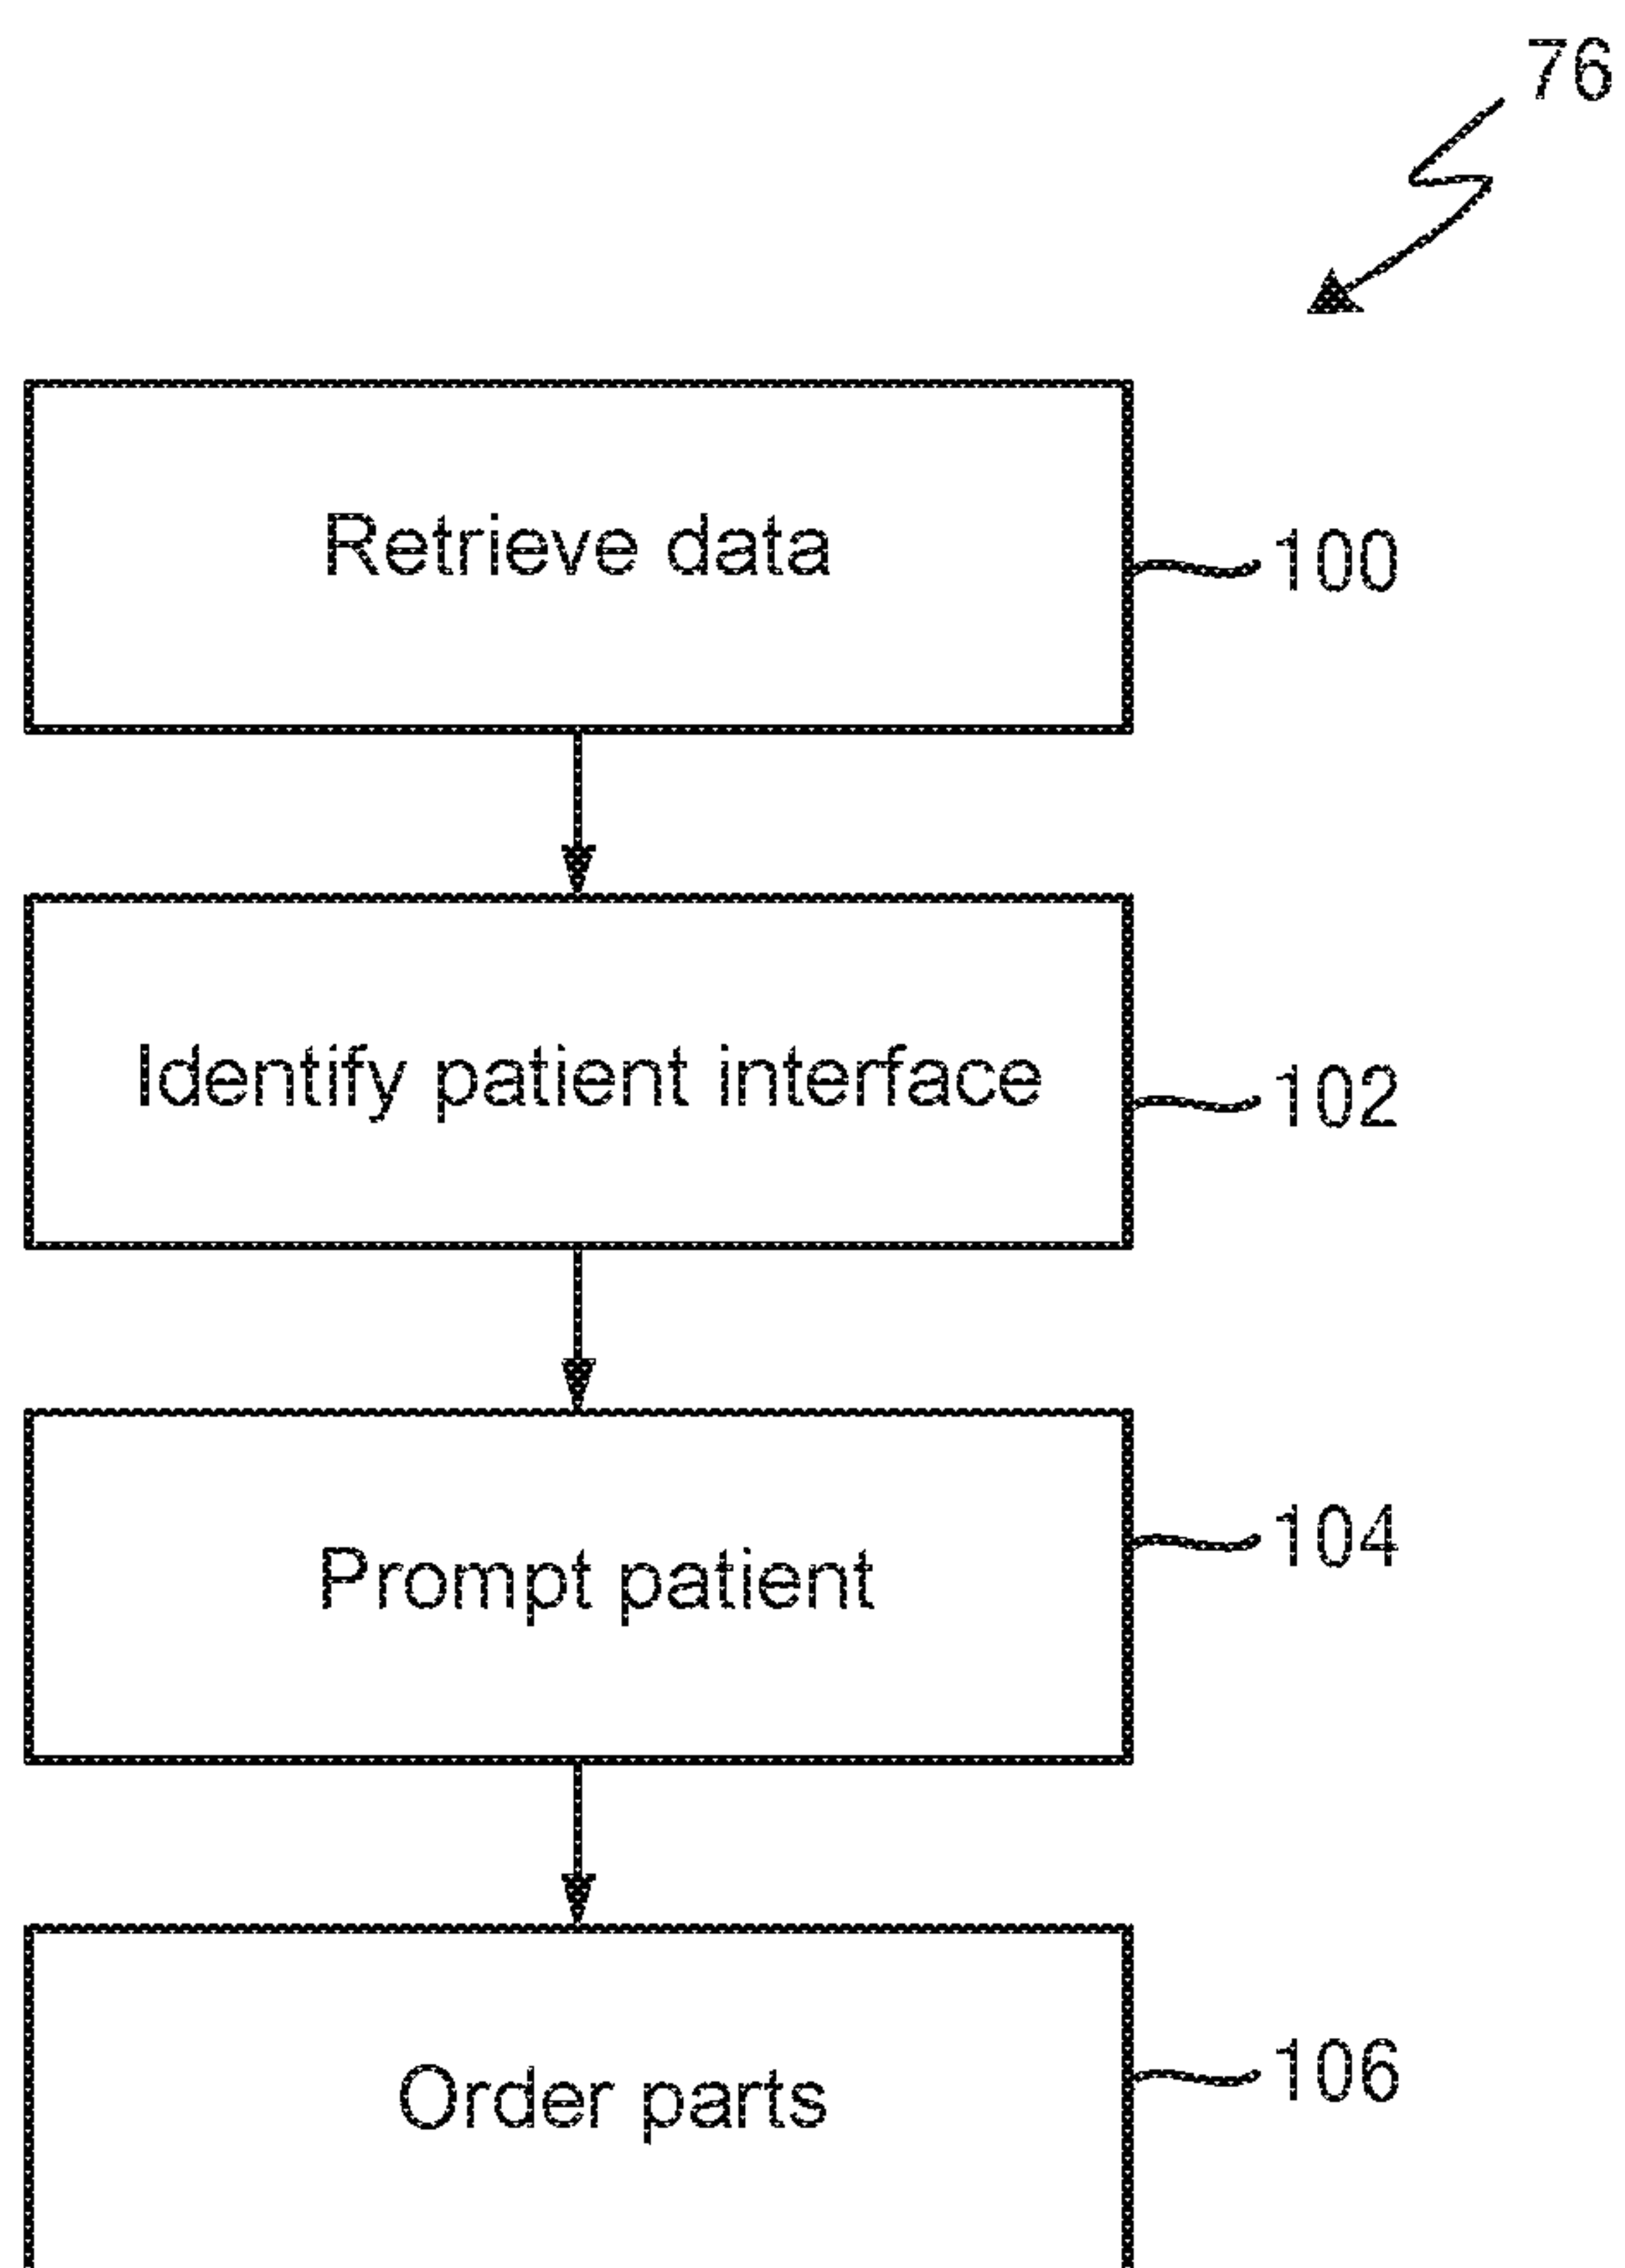 76
Retrieve data
100
Identify patient interface
102
Prompt patient
104
Order parts
106